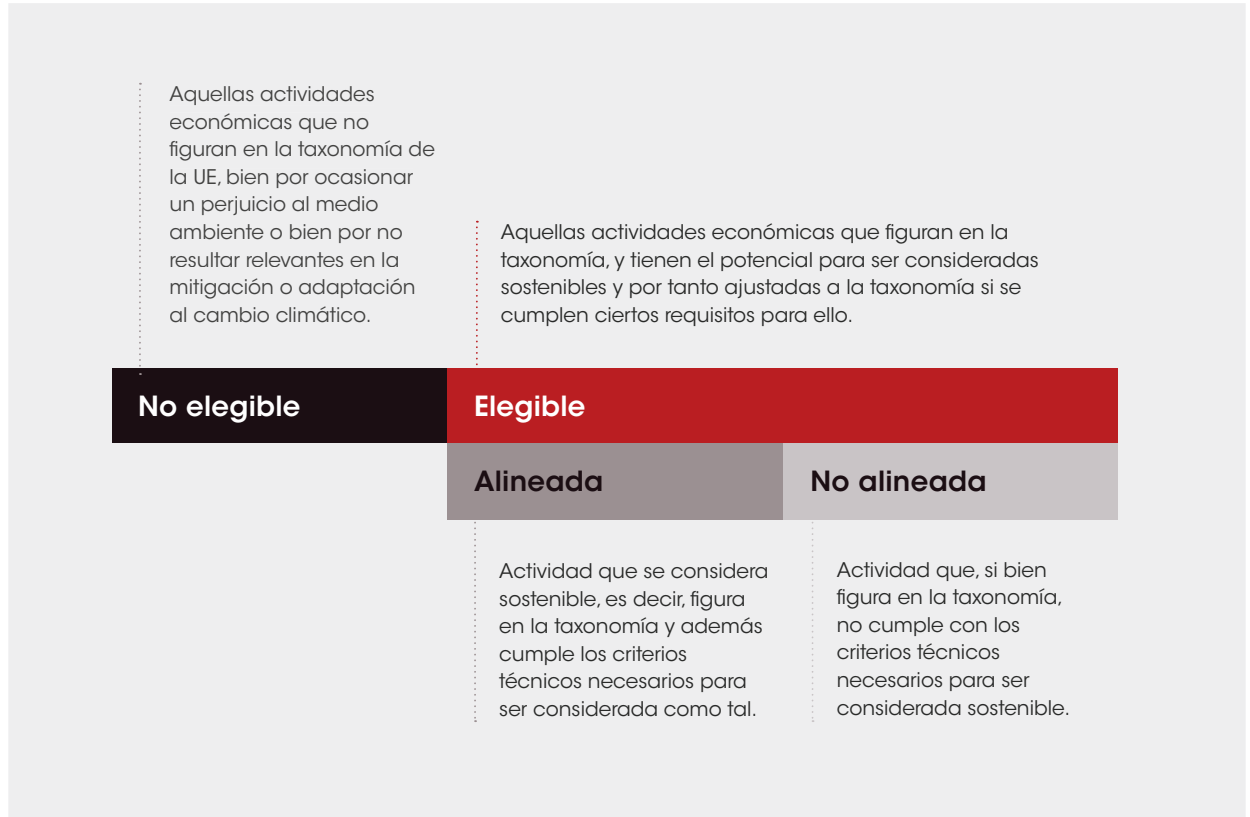 Aquellas actividades
económicas que no
figuran en la taxonomía de
la UE, bien por ocasionar
un perjuicio al medio
ambiente o bien por no
resultar relevantes en la
mitigación o adaptación
al cambio climático.
Aquellas actividades económicas que figuran en la
taxonomía, y tienen el potencial para ser consideradas
sostenibles y por tanto ajustadas a la taxonomía si se
cumplen ciertos requisitos para ello.
No elegible
Elegible
Alineada
No alineada
Actividad que se considera
sostenible, es decir, figura
en la taxonomía y además
cumple los criterios
técnicos necesarios para
ser considerada como tal.
Actividad que, si bien
figura en la taxonomía,
no cumple con los
criterios técnicos
necesarios para ser
considerada sostenible.